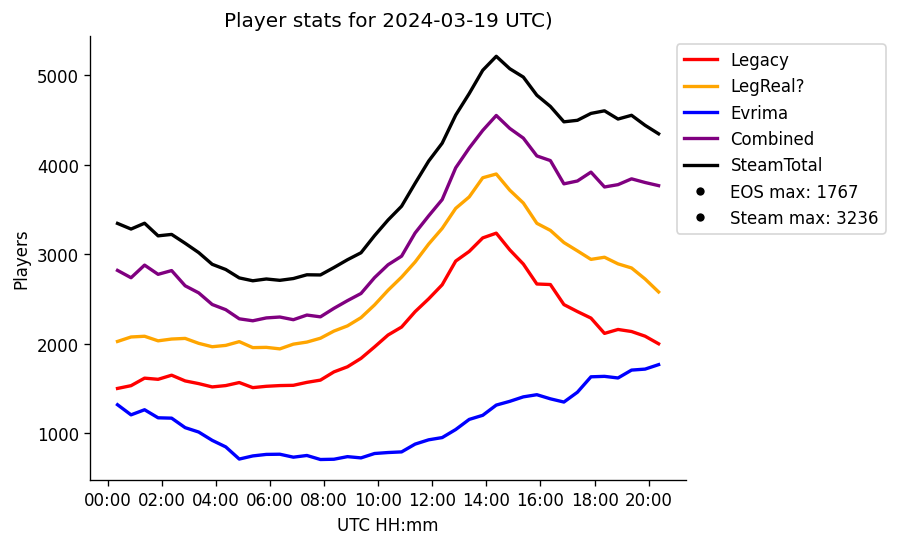 Player stats for 2024-03-19 UTC)
Legacy
LegReal?
Evrima
Combined
SteamTotal
EOS max: 1767
Steam max: 3236
Players
5000
4000
3000
2000
1000
00:00 02:00 04:00 06:00 08:00 10:00 12:00 14:00 16:00 18:00 20:00
UTC HH:mm